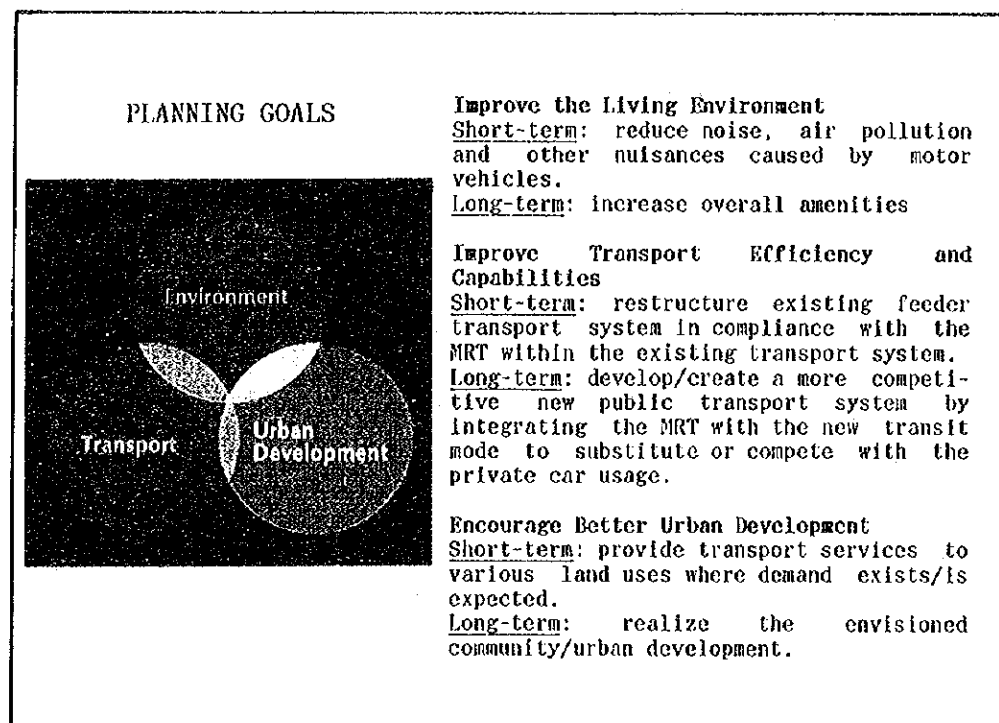 PLANNING GOALS
Environment
Transport
Urban
Development
Improve the Living Environment
Short-term: reduce noise, air pollution
and other nuisances caused by motor
vehicles.
Long-term: increase overall amenities
Improve Transport Efficiency and
Capabilities
Short-term: restructure existing feeder
transport system in compliance with the
MRT within the existing transport system.
Long-term: develop/create a more competi-
tive new public transport system by
integrating the MRT with the new transit
mode to substitute or compete with the
private car usage.
Encourage Better Urban Development
Short-term: provide transport services to
various land uses where demand exists/is
expected.
Long-term: realize the envisioned
community/urban development.